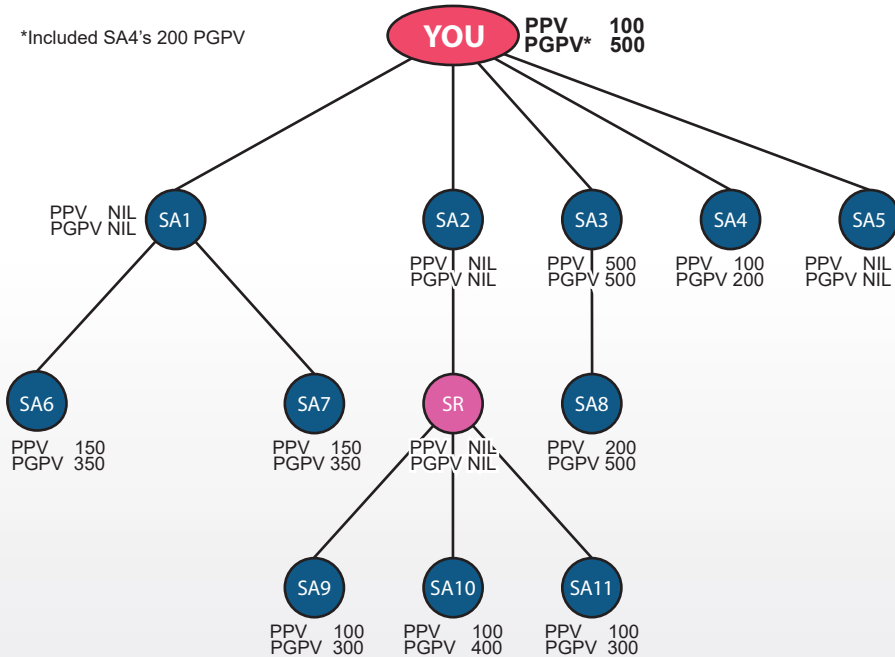 *Included SA4's 200 PGPV
YOU
PPV 100
PGPV* 500
PPV NIL
PGPV NIL
SA1
SA2
SA3
SA4
SA5
PPV NIL
PGPV NIL
PPV 500
PGPV 500
PPV 100
PGPV 200
PPV NIL
PGPV NIL
SA6
SA7
SR
SA8
PPV 150
PGPV 350
PPV 150
PGPV 350
PPV NIL
PGPV NIL
PPV 200
PGPV 500
SA9
SA10
SA11
PPV 100
PGPV 300
PPV 100
PGPV 400
PPV 100
PGPV 300